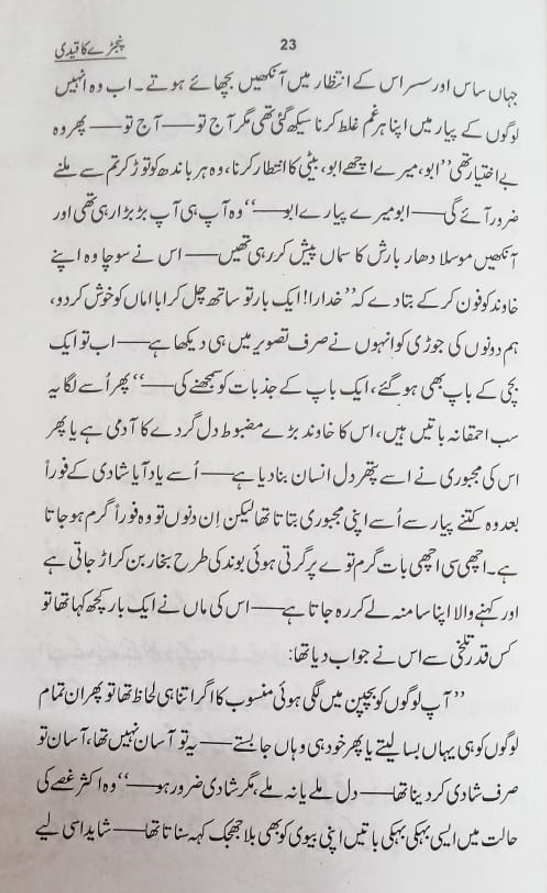 پنجرے کا قیدی 23
جہاں ساس اور سسر اس کے انتظار میں آنکھیں بچھائے ہوتے۔ اب وہ انہیں
لوگوں کے پیار میں اپنا ہر غم غلط کرنا سیکھ گئی تھی مگر آج تو—— آج تو—— پھر وہ
بے اختیار تھی ’’ابو، میرے اچھے ابو، بیٹی کا انتظار کرنا، وہ ہر باندھ کو توڑ کر تم سے ملنے
ضرور آئے گی—— ابو میرے پیارے ابو——‘‘ وہ آپ ہی آپ بڑبڑا رہی تھی اور
آنکھیں موسلا دھار بارش کا سماں پیش کر رہی تھیں—— اس نے سوچا وہ اپنے
خاوند کو فون کر کے بتا دے کہ ’’خدارا! ایک بار تو ساتھ چل کر ابا اماں کو خوش کر دو،
ہم دونوں کی جوڑی کو انہوں نے صرف تصویر میں ہی دیکھا ہے—— اب تو ایک
بچی کے باپ بھی ہو گئے، ایک باپ کے جذبات کو سمجھنے کی——‘‘ پھر اُسے لگا یہ
سب احمقانہ باتیں ہیں، اس کا خاوند بڑے مضبوط دل گردے کا آدمی ہے یا پھر
اس کی مجبوری نے اسے پتھر دل انسان بنا دیا ہے—— اُسے یاد آیا شادی کے فوراً
بعد وہ کتنے پیار سے اُسے اپنی مجبوری بتاتا تھا لیکن اِن دنوں تو وہ فوراً گرم ہو جاتا
ہے۔ اچھی سی اچھی بات گرم توے پر گرتی ہوئی بوند کی طرح بخار بن کر اڑ جاتی ہے
اور کہنے والا اپنا سا منہ لے کر رہ جاتا ہے—— اس کی ماں نے ایک بار کچھ کہا تھا تو
کس قدر تلخی سے اس نے جواب دیا تھا:
’’آپ لوگوں کو بچپن میں لگی ہوئی منسوب کا اگر اتنا ہی لحاظ تھا تو پھر ان تمام
لوگوں کو ہی یہاں بسا لیتے یا پھر خود ہی وہاں جا بستے—— یہ تو آسان نہیں تھا، آسان تو
صرف شادی کر دینا تھا—— دل ملے یا نہ ملے، مگر شادی ضرور ہو——‘‘ وہ اکثر غصے کی
حالت میں ایسی بہکی بہکی باتیں اپنی بیوی کو بھی بلا جھجک کہہ سناتا تھا—— شاید اسی لیے